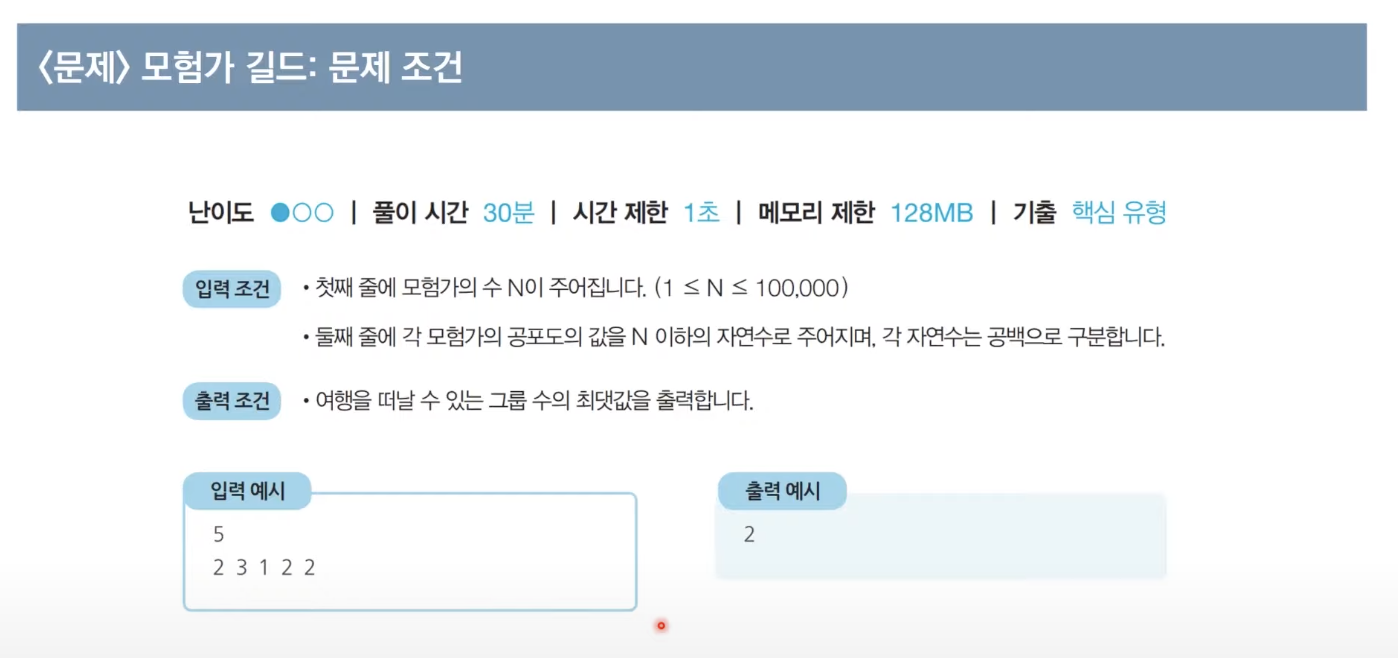 〈문제〉 모험가 길드: 문제 조건
난이도 ●○○ | 풀이 시간 30분 | 시간 제한 1초 | 메모리 제한 128MB | 기출 핵심 유형
입력 조건 • 첫째 줄에 모험가의 수 N이 주어집니다. (1 ≤ N ≤ 100,000)
• 둘째 줄에 각 모험가의 공포도의 값을 N 이하의 자연수로 주어지며, 각 자연수는 공백으로 구분합니다.
출력 조건 • 여행을 떠날 수 있는 그룹 수의 최댓값을 출력합니다.
입력 예시
5
2 3 1 2 2
출력 예시
2